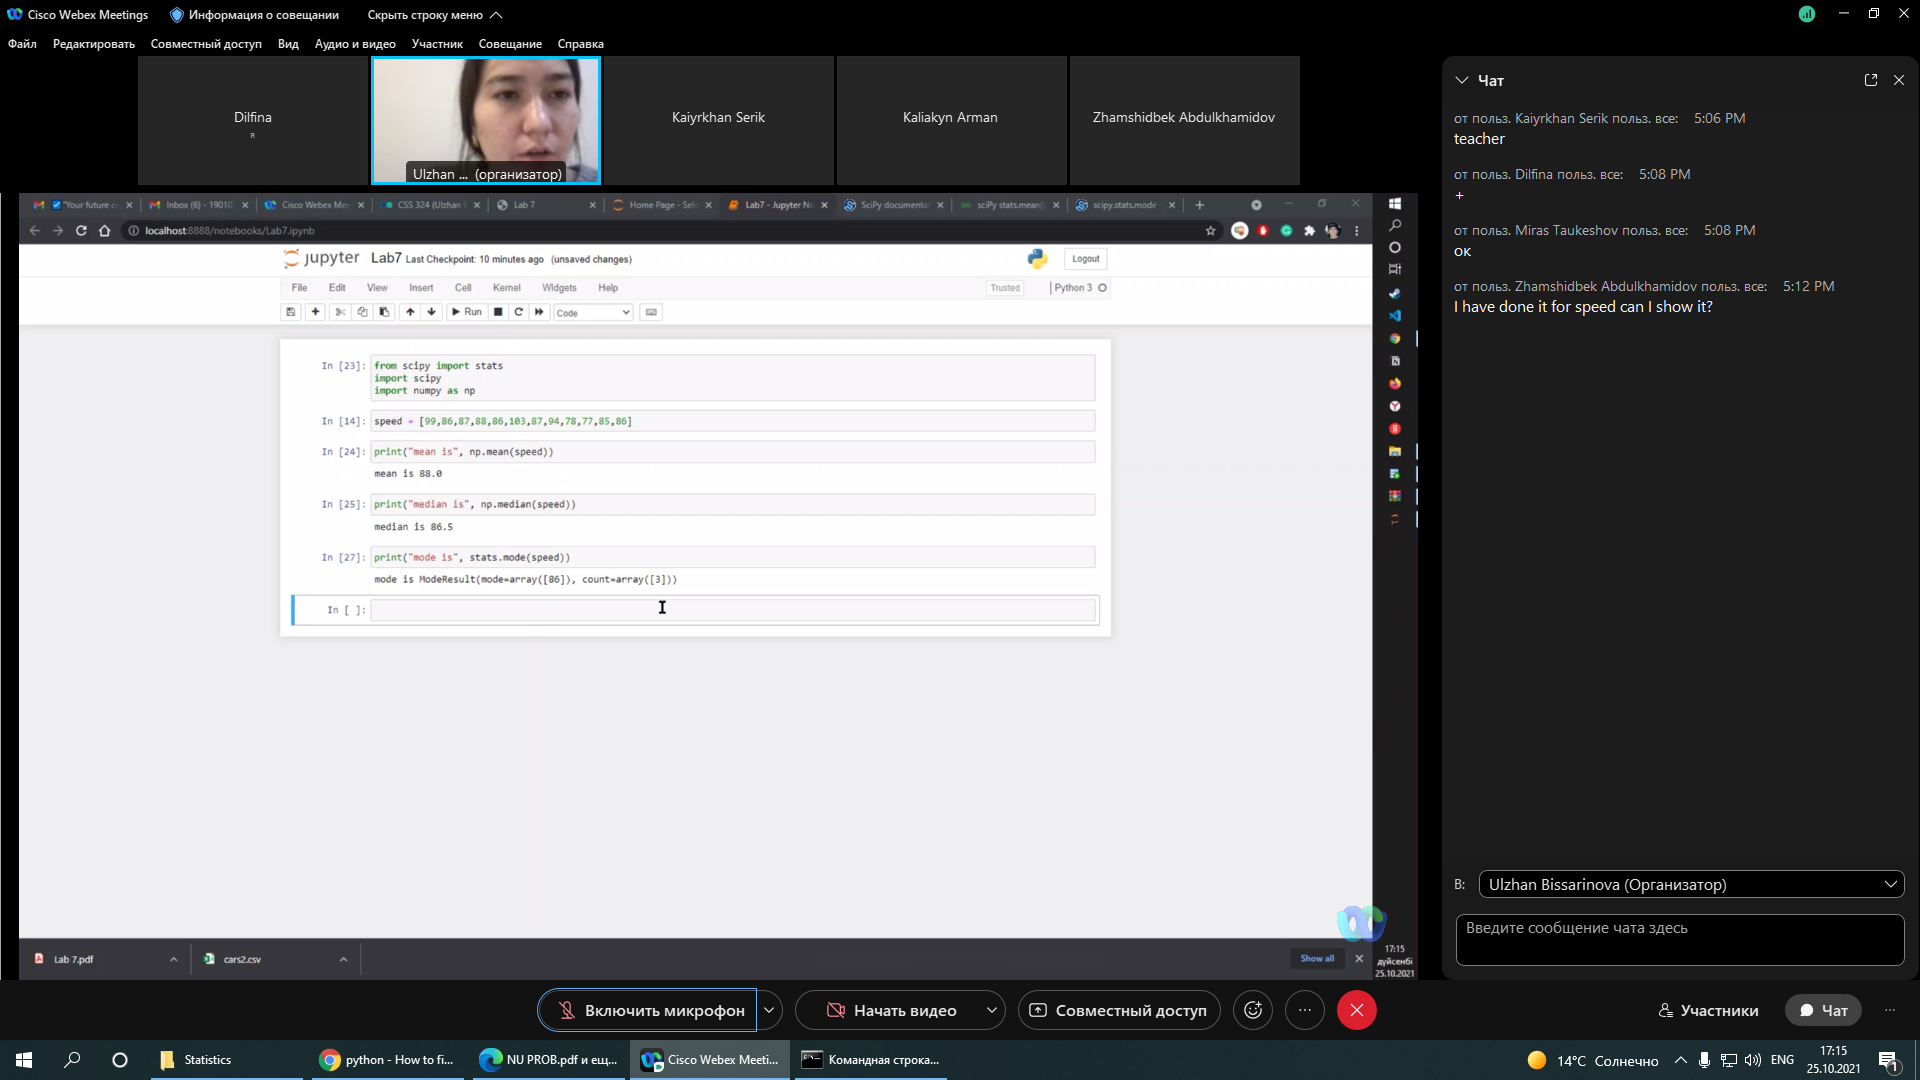 Cisco Webex Meetings
Информация о совещании
Скрыть строку меню
Файл Редактировать Совместный доступ Вид Аудио и видео Участник Совещание Справка
Dilfina
Я
Ulzhan ... (организатор)
Kaiyrkhan Serik
Kaliakyn Arman
Zhamshidbek Abdulkhamidov
"Your future c
Inbox (6) - 19010
Cisco Webex Me
CSS 324 (Ulzhan
Lab 7
Home Page - Sele
Lab7 - Jupyter No
SciPy documenta
sciPy stats.mean(
scipy.stats.mode
localhost:8888/notebooks/Lab7.ipynb
jupyter Lab7 Last Checkpoint: 10 minutes ago (unsaved changes)
Logout
File Edit View Insert Cell Kernel Widgets Help
Trusted
Python 3
Run
Code
In [23]: from scipy import stats
import scipy
import numpy as np
In [14]: speed = [99,86,87,88,86,103,87,94,78,77,85,86]
In [24]: print("mean is", np.mean(speed))
mean is 88.0
In [25]: print("median is", np.median(speed))
median is 86.5
In [27]: print("mode is", stats.mode(speed))
mode is ModeResult(mode=array([86]), count=array([3]))
In [ ]:
Lab 7.pdf
cars2.csv
Show all
17:15
дүйсенбі
25.10.2021
Чат
от польз. Kaiyrkhan Serik польз. все: 5:06 PM
teacher
от польз. Dilfina польз. все: 5:08 PM
+
от польз. Miras Taukeshov польз. все: 5:08 PM
ок
от польз. Zhamshidbek Abdulkhamidov польз. все: 5:12 PM
I have done it for speed can I show it?
В: Ulzhan Bissarinova (Организатор)
Введите сообщение чата здесь
Включить микрофон
Начать видео
Совместный доступ
Участники
Чат
Statistics
python - How to fi...
NU PROB.pdf и ещ...
Cisco Webex Meeti...
Командная строка...
14°C Солнечно
ENG
17:15
25.10.2021
1